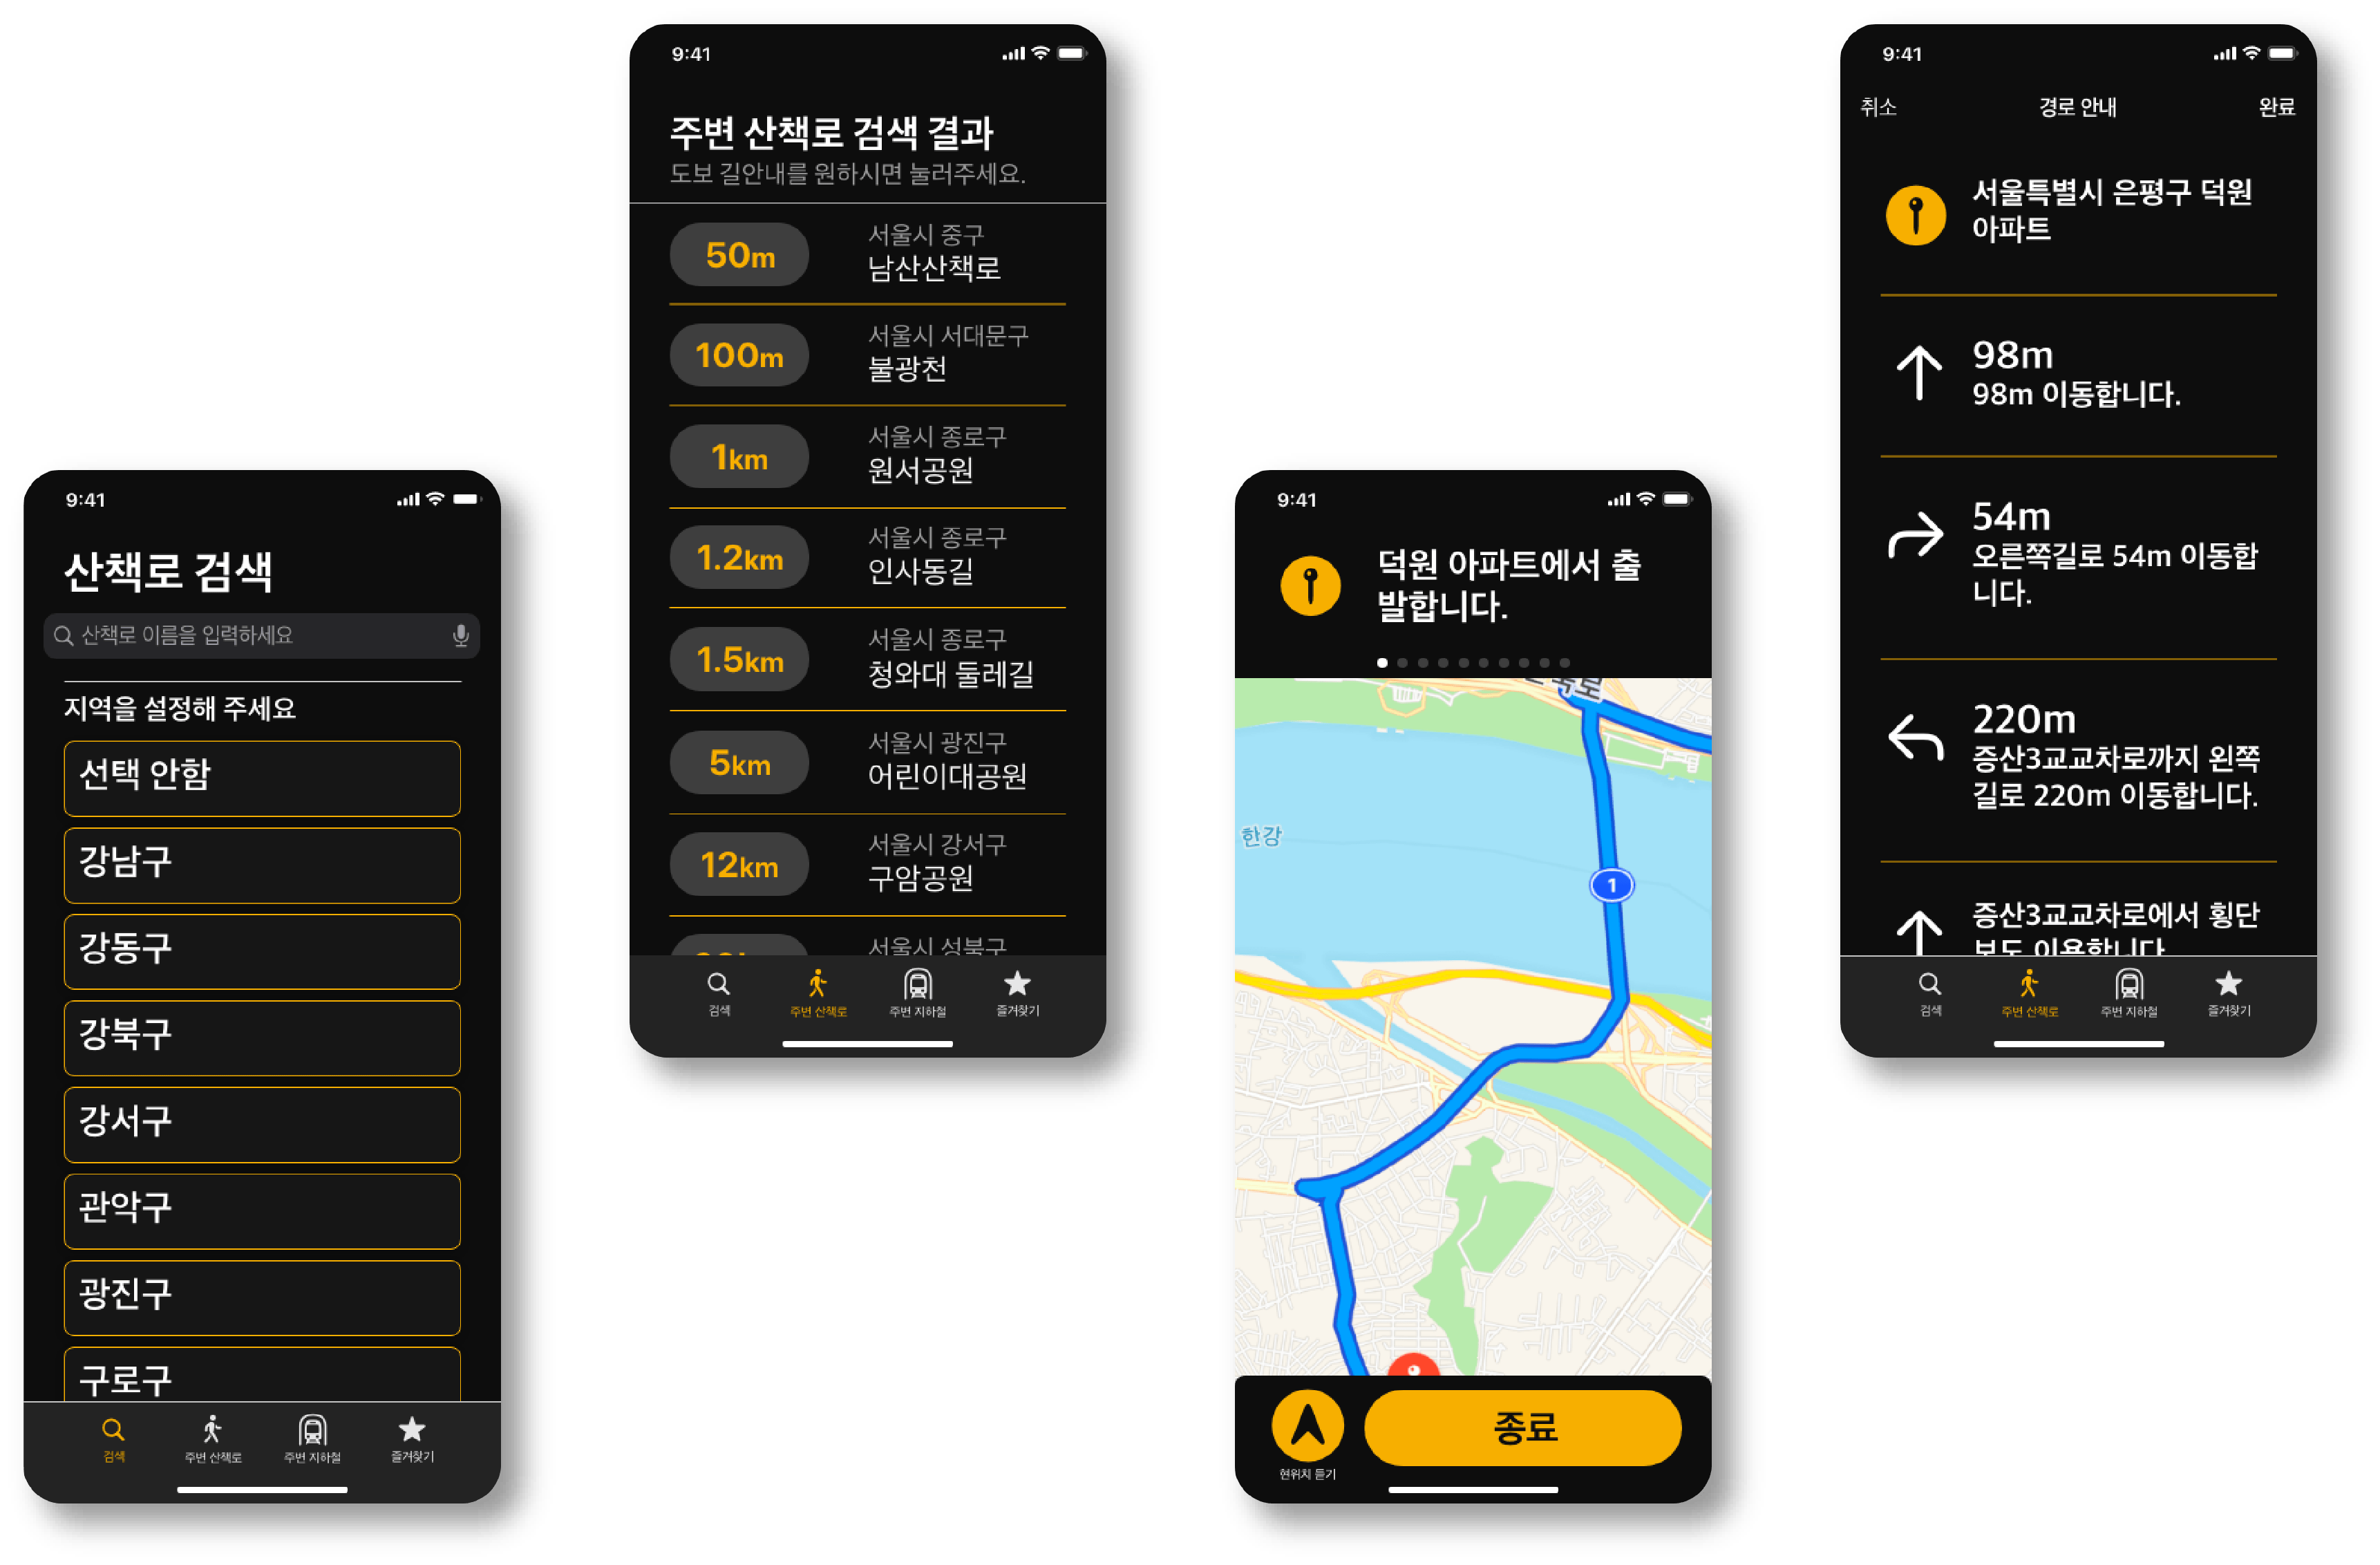 9:41
산책로 검색
산책로 이름을 입력하세요
지역을 설정해 주세요
선택 안함
강남구
강동구
강북구
강서구
관악구
광진구
구로구
검색
주변 산책로
주변 지하철
즐겨찾기
9:41
주변 산책로 검색 결과
도보 길안내를 원하시면 눌러주세요.
50m
서울시 중구
남산산책로
100m
서울시 서대문구
불광천
1km
서울시 종로구
원서공원
1.2km
서울시 종로구
인사동길
1.5km
서울시 종로구
청와대 둘레길
5km
서울시 광진구
어린이대공원
12km
서울시 강서구
구암공원
서울시 성북구
검색
주변 산책로
주변 지하철
즐겨찾기
9:41
덕원 아파트에서 출
발합니다.
한강
1
종료
현위치 듣기
9:41
취소
경로 안내
완료
서울특별시 은평구 덕원
아파트
98m
98m 이동합니다.
54m
오른쪽길로 54m 이동합
니다.
220m
증산3교교차로까지 왼쪽
길로 220m 이동합니다.
증산3교교차로에서 횡단
보도 이용합니다
검색
주변 산책로
주변 지하철
즐겨찾기